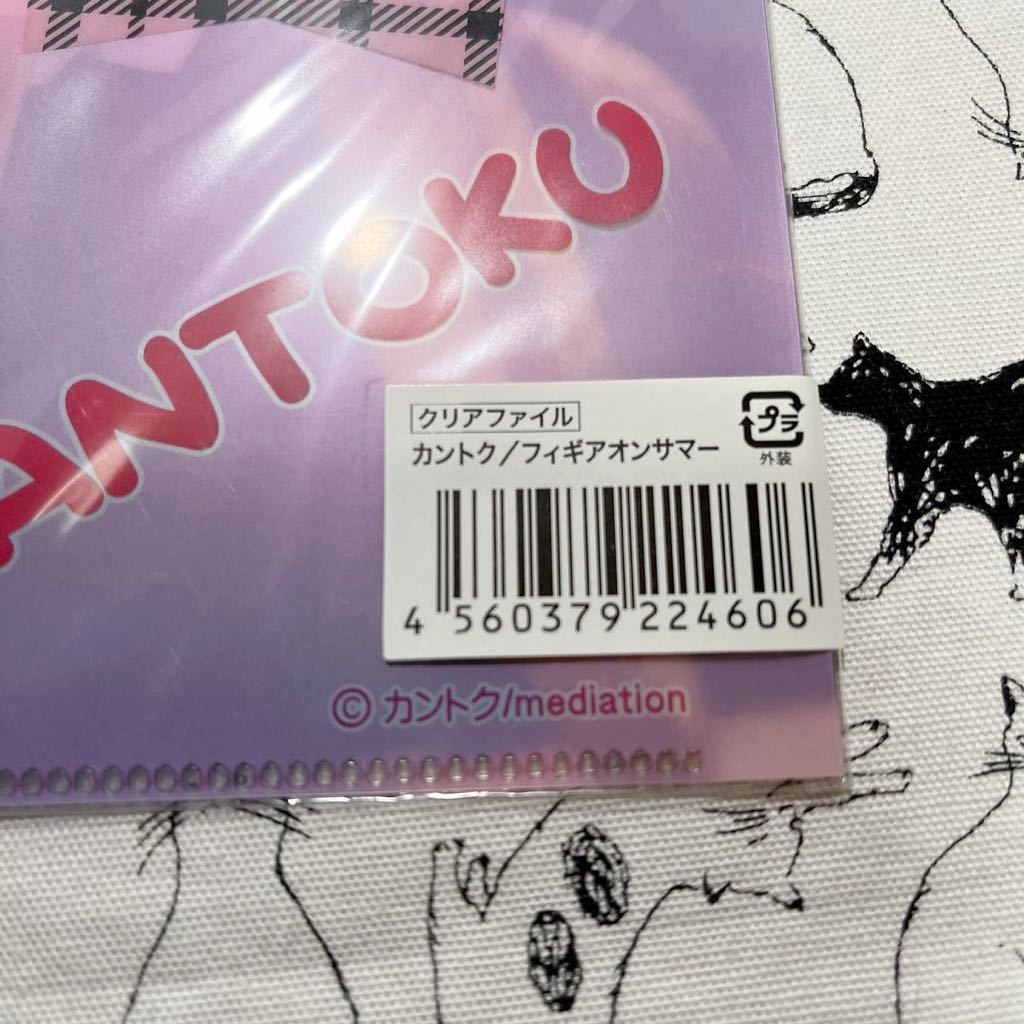 ANTOKU
クリアファイル
カントク/フィギアオンサマー
プラ
外装
4 560379 224606
© カントク/mediation